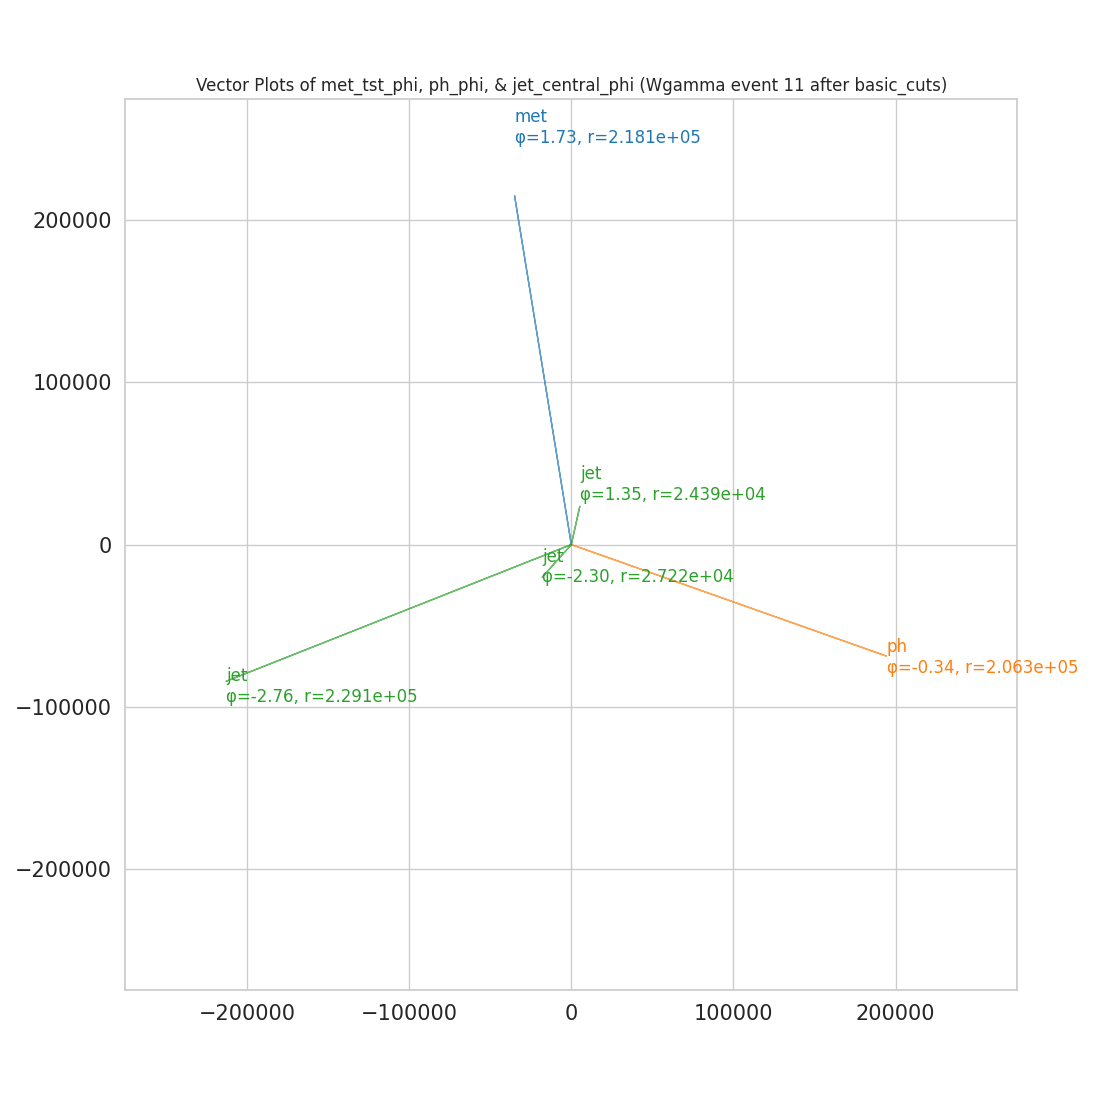 Vector Plots of met_tst_phi, ph_phi, & jet_central_phi (Wgamma event 11 after basic_cuts)
met
φ=1.73, r=2.181e+05
200000
100000
jet
φ=1.35, r=2.439e+04
0
jet
φ=-2.30, r=2.722e+04
ph
φ=-0.34, r=2.063e+05
jet
φ=-2.76, r=2.291e+05
−100000
−200000
−200000 −100000 0 100000 200000